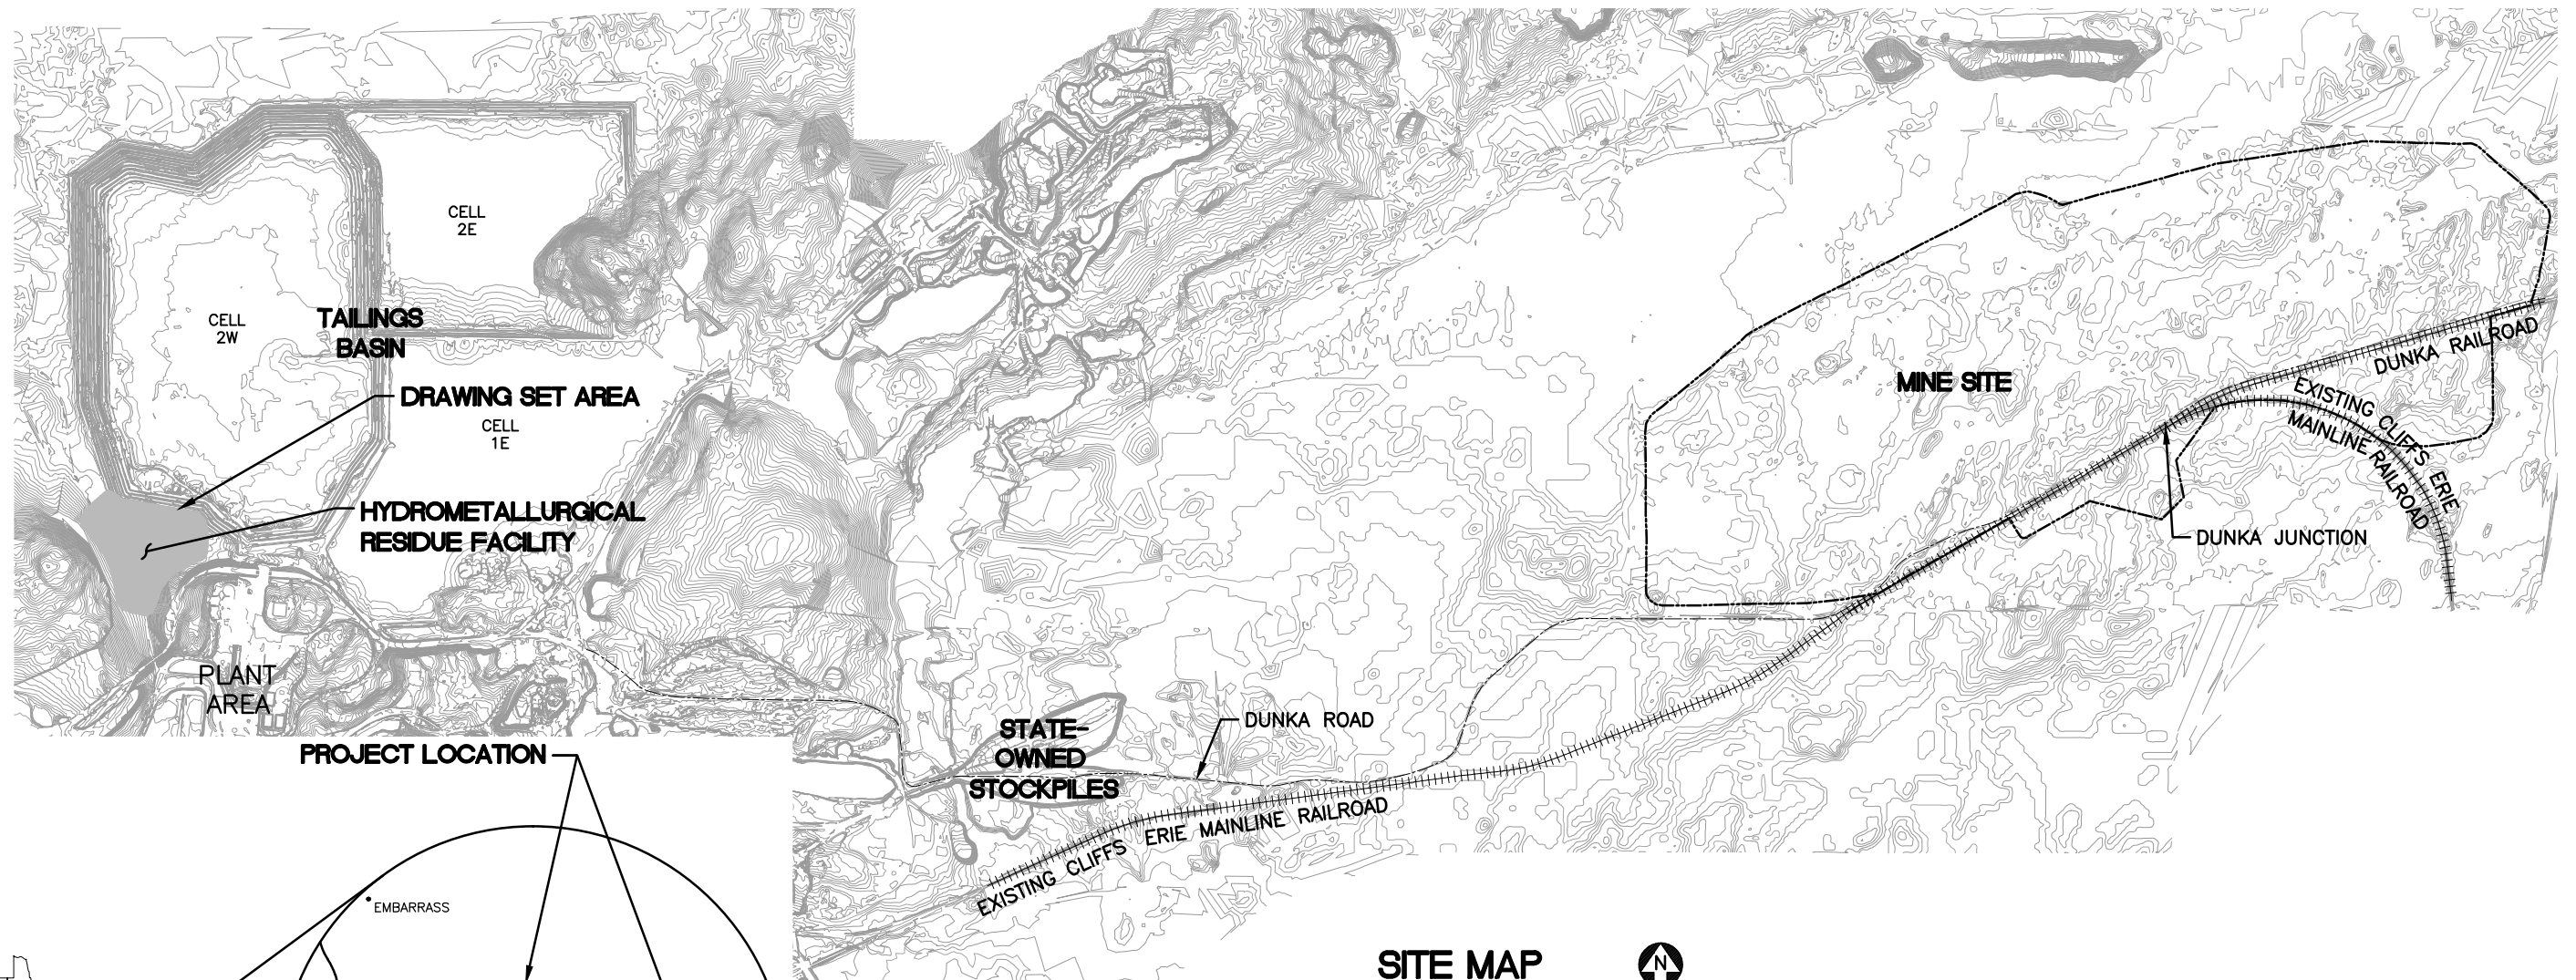 CELL
2E
CELL
2W
TAILINGS
BASIN
DRAWING SET AREA
CELL
1E
HYDROMETALLURGICAL
RESIDUE FACILITY
PLANT
AREA
MINE SITE
DUNKA RAILROAD
EXISTING CLIFFS ERIE
MAINLINE RAILROAD
DUNKA JUNCTION
STATE-
OWNED
STOCKPILES
DUNKA ROAD
EXISTING CLIFFS ERIE MAINLINE RAILROAD
PROJECT LOCATION
EMBARRASS
SITE MAP
N